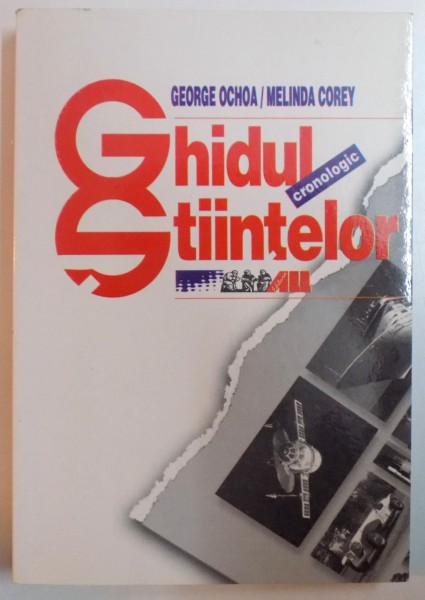 GEORGE OCHOA / MELINDA COREY
Ghidul
cronologic
Științelor
ALL